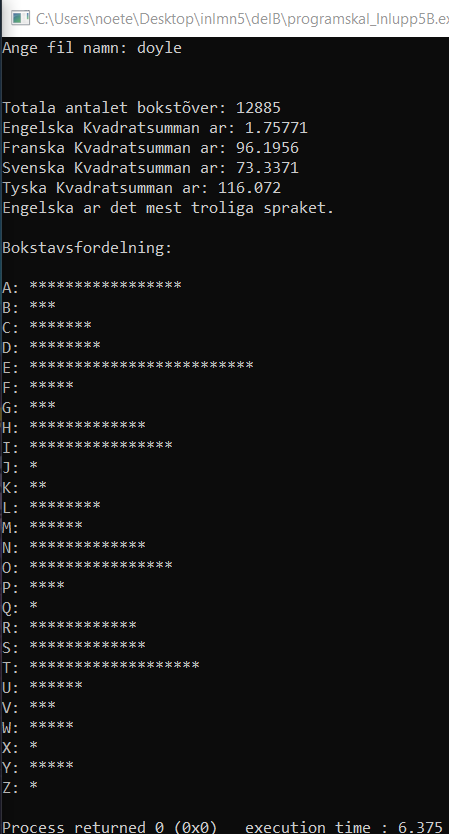 C:\Users\noete\Desktop\inlmn5\delB\programskal_Inlupp5B.ex
Ange fil namn: doyle
Totala antalet bokstõver: 12885
Engelska Kvadratsumman ar: 1.75771
Franska Kvadratsumman ar: 96.1956
Svenska Kvadratsumman ar: 73.3371
Tyska Kvadratsumman ar: 116.072
Engelska ar det mest troliga spraket.
Bokstavsfordelning:
A: *****************
B: ***
C: *******
D: ********
E: *************************
F: *****
G: ***
H: *************
I: ****************
J: *
K: **
L: ********
M: ******
N: *************
O: ****************
P: ****
Q: *
R: ************
S: *************
T: *******************
U: ******
V: ***
W: *****
X: *
Y: *****
Z: *
Process returned 0 (0x0)   execution time : 6.375